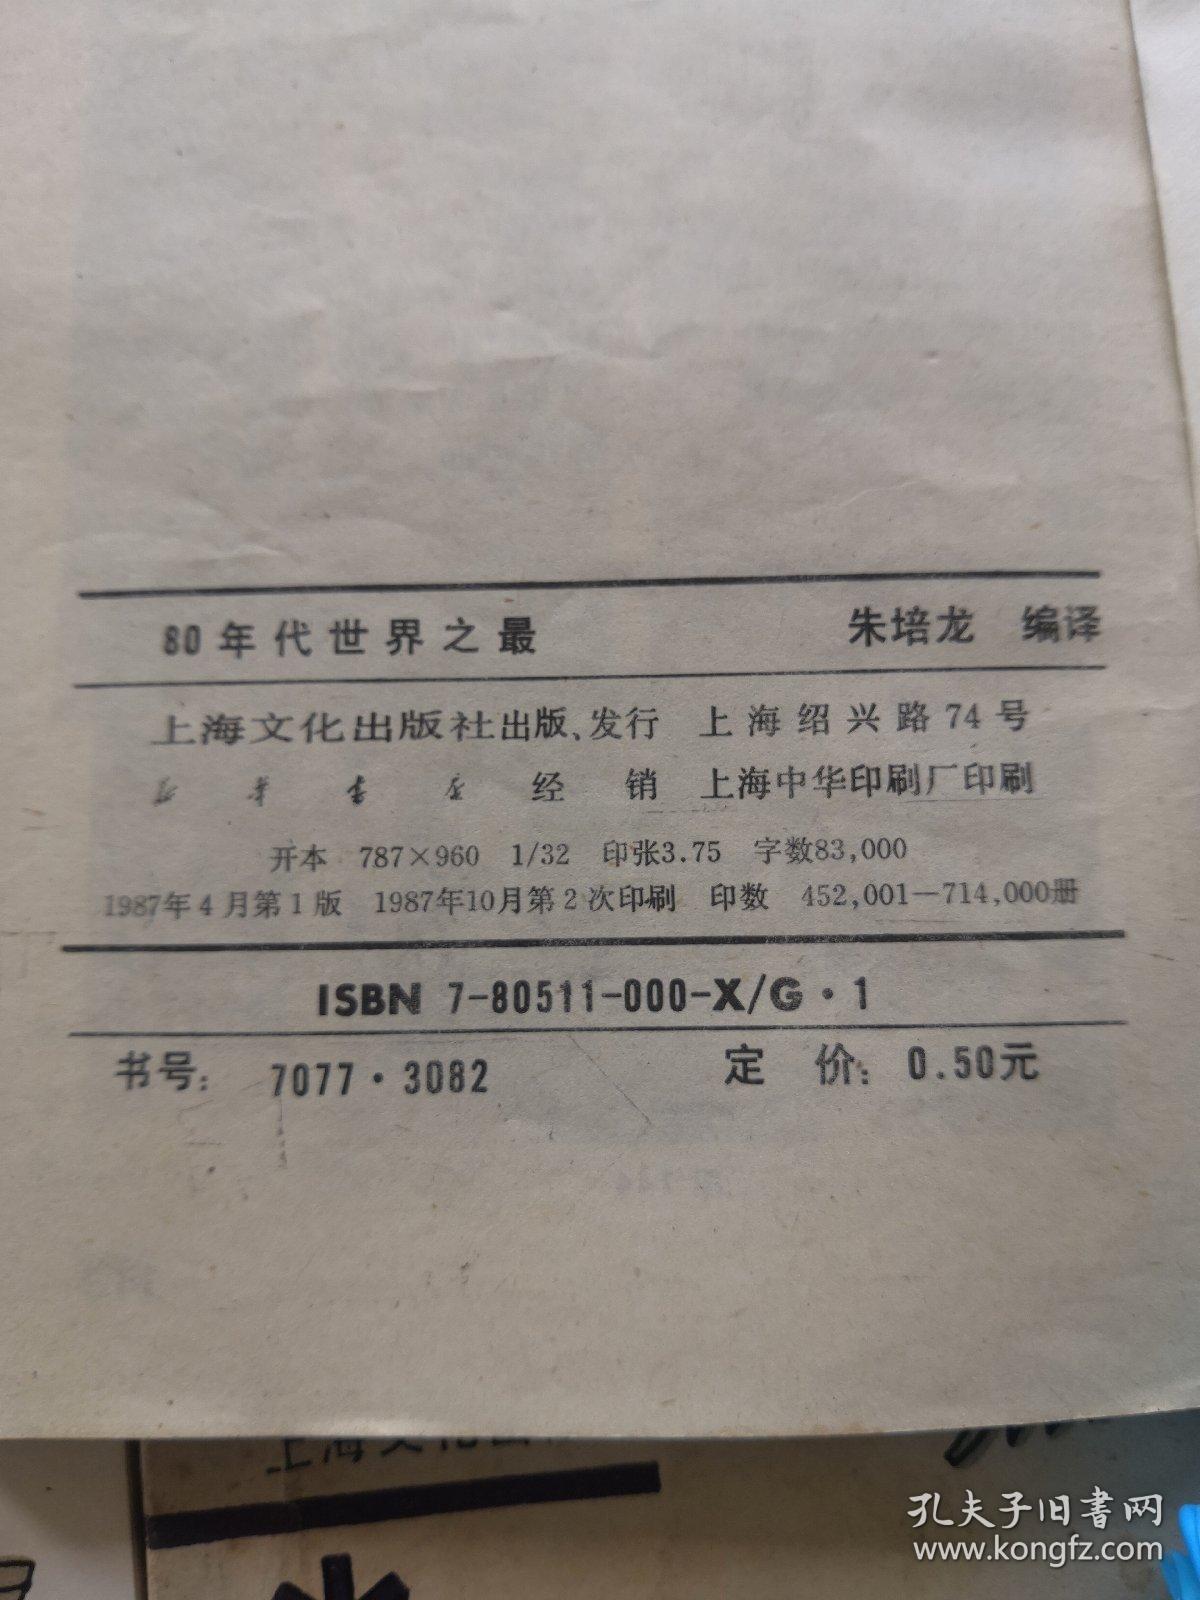 80年代世界之最 朱培龙 编译
上海文化出版社出版、发行 上海绍兴路74号
新华书店 经销 上海中华印刷厂印刷
开本 787×960 1/32 印张3.75 字数83,000
1987年4月第1版 1987年10月第2次印刷 印数 452,001—714,000册
ISBN 7-80511-000-X/G·1
书号：7077·3082 定价：0.50元
上海文化出
孔夫子旧书网
www.kongfz.com